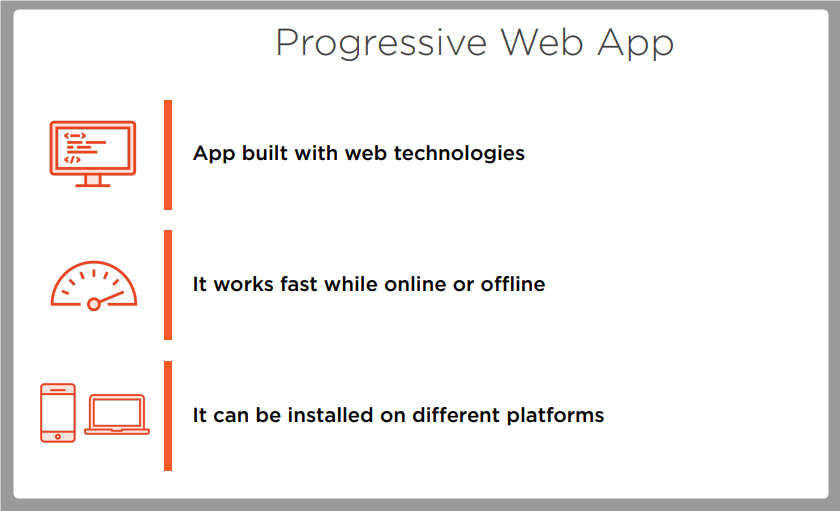 Progressive Web App
App built with web technologies
It works fast while online or offline
It can be installed on different platforms